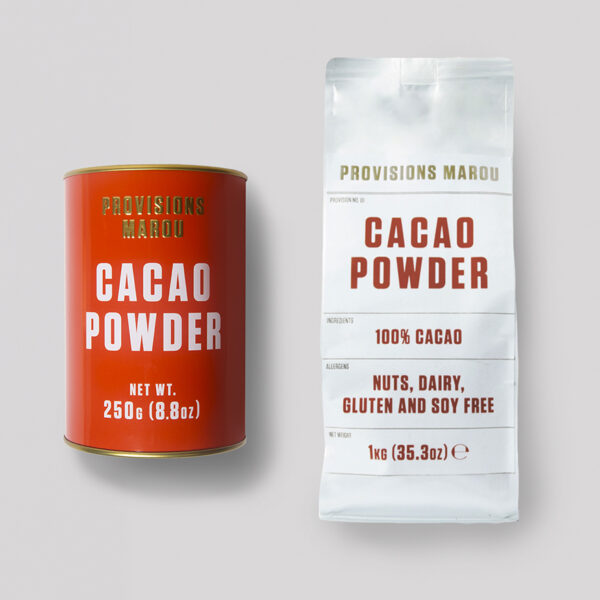 PROVISIONS
MAROU
CACAO
POWDER
NET WT.
250G (8.8OZ)
PROVISIONS MAROU
PROVISION NO. 01
CACAO
POWDER
INGREDIENTS
100% CACAO
ALLERGENS
NUTS, DAIRY,
GLUTEN AND SOY FREE
NET WEIGHT
1KG (35.3OZ) ℮